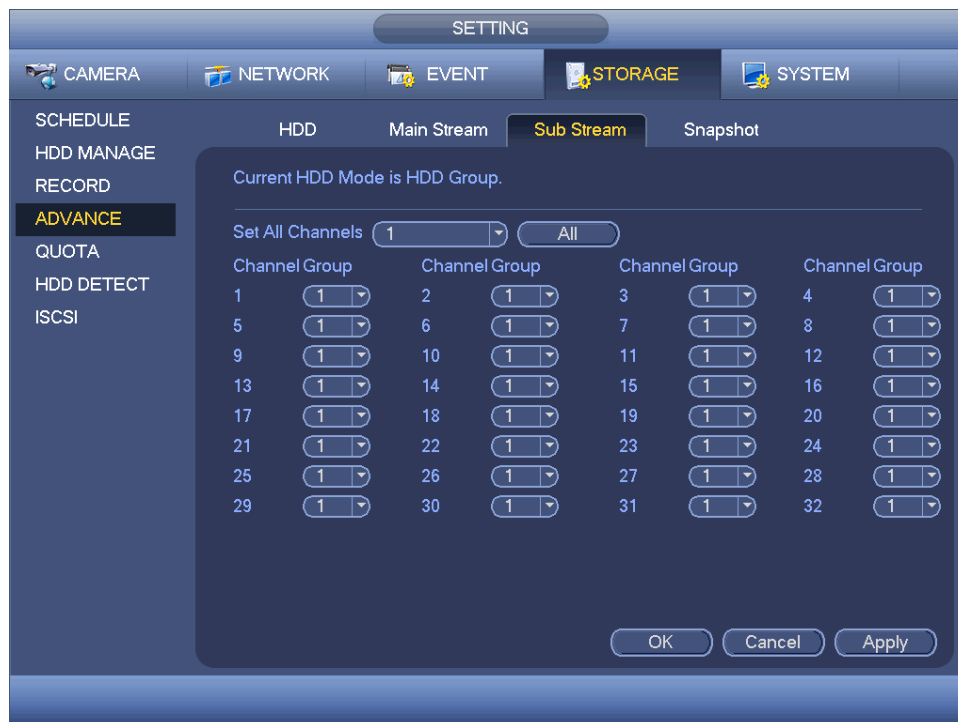 SETTING
CAMERA NETWORK EVENT STORAGE SYSTEM
SCHEDULE
HDD MANAGE
RECORD
ADVANCE
QUOTA
HDD DETECT
ISCSI
HDD Main Stream Sub Stream Snapshot
Current HDD Mode is HDD Group.
Set All Channels 1 All
Channel Group Channel Group Channel Group Channel Group
1 1 2 1 3 1 4 1
5 1 6 1 7 1 8 1
9 1 10 1 11 1 12 1
13 1 14 1 15 1 16 1
17 1 18 1 19 1 20 1
21 1 22 1 23 1 24 1
25 1 26 1 27 1 28 1
29 1 30 1 31 1 32 1
OK Cancel Apply